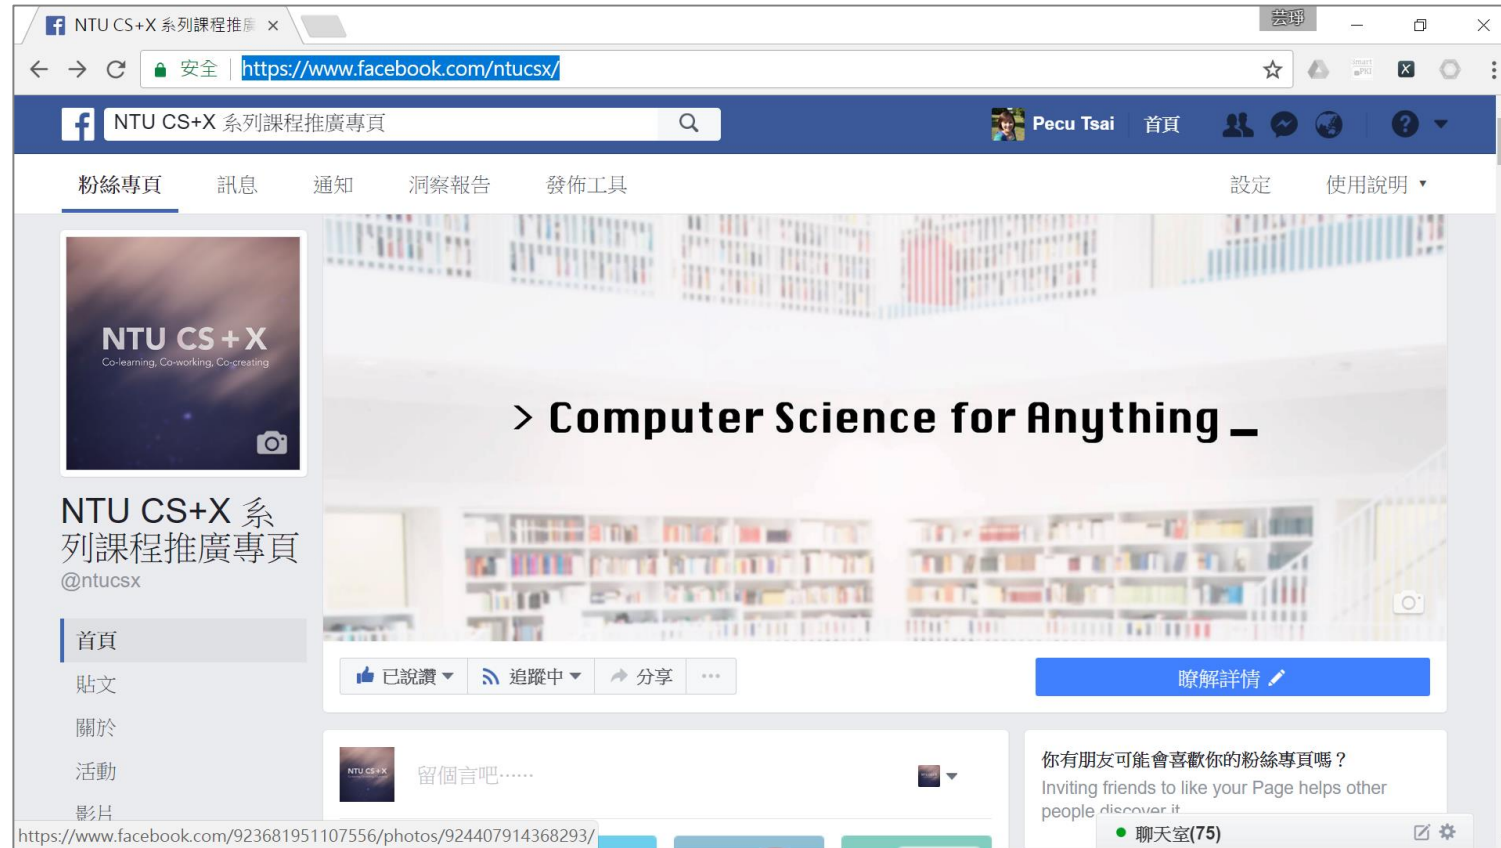 NTU CS+X 系列課程推廣
芸琤
安全 https://www.facebook.com/ntucsx/
NTU CS+X 系列課程推廣專頁
Pecu Tsai 首頁
粉絲專頁 訊息 通知 洞察報告 發佈工具 設定 使用說明
NTU CS+X
Co-learning, Co-working, Co-creating
> Computer Science for Anything_
NTU CS+X 系
列課程推廣專頁
@ntucsx
首頁
貼文
關於
活動
影片
已說讚 追蹤中 分享 ...
瞭解詳情
NTU CS+X
留個言吧……
你有朋友可能會喜歡你的粉絲專頁嗎？
Inviting friends to like your Page helps other
people discover it
聊天室(75)
https://www.facebook.com/923681951107556/photos/924407914368293/